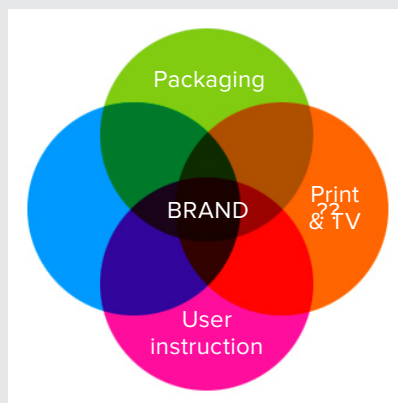 Packaging
BRAND
Print
??
& TV
User
instruction